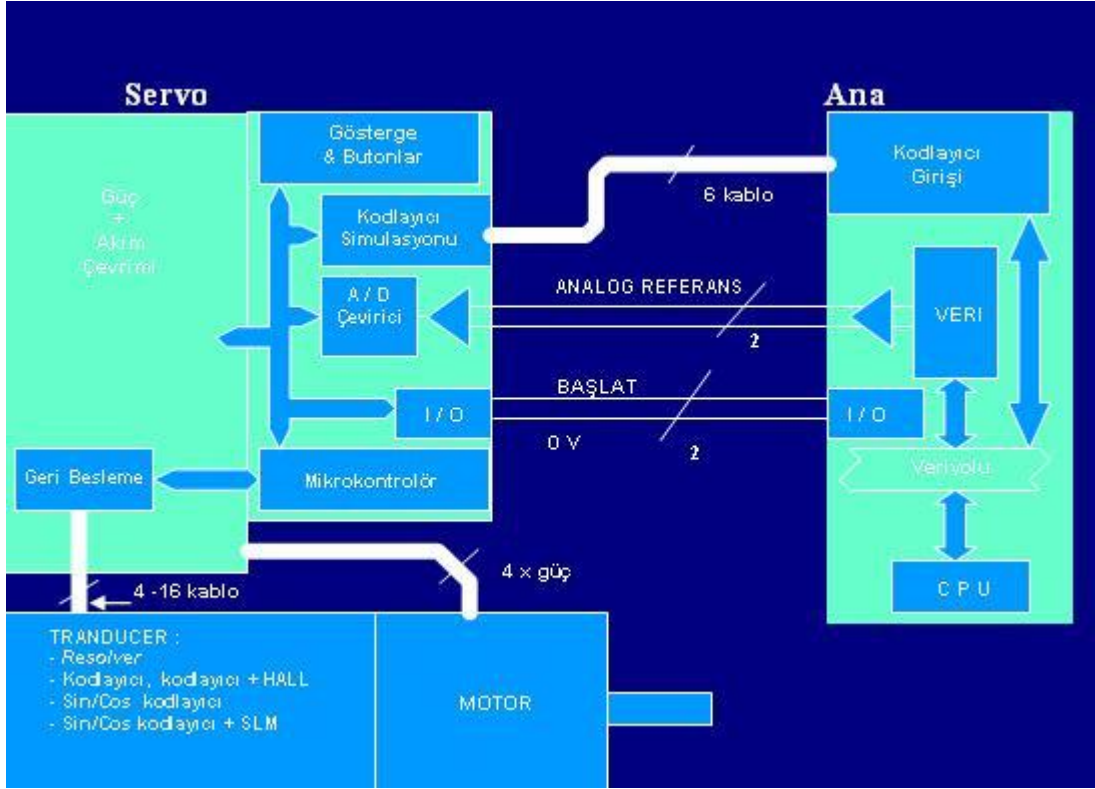 Servo
Ana
Gösterge
& Butonlar
Kodlayıcı
Girişi
Güç
+
Akim
Çevrimi
6 kablo
Kodlayıcı
Simulasyonu
ANALOG REFERANS
A / D
Çevirici
VERI
2
BAŞLAT
I / O
I / O
0 V
2
Geri Besleme
Mikrokontrolör
Veriyolu
4 x güç
4 -16 kablo
C P U
TRANDUCER :
- Resolver
- Kodlayıcı, kodlayıcı + HALL
- Sin/Cos kodlayıcı
- Sin/Cos kodlayıcı + SLM
MOTOR